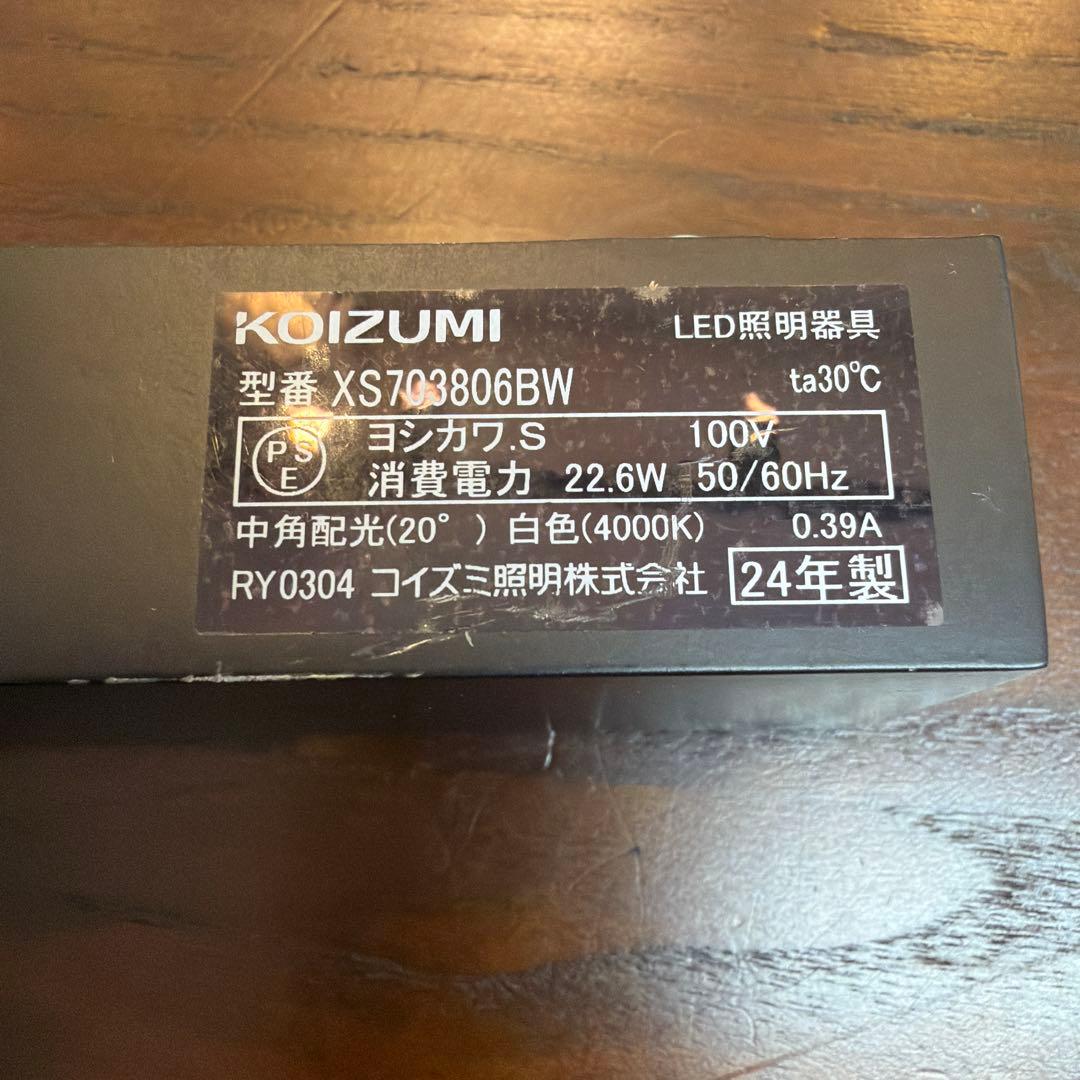 KOIZUMI LED照明器具
型番 XS703806BW ta30℃
PSE ヨシカワ.S 100V
消費電力 22.6W 50/60Hz
中角配光(20°) 白色(4000K) 0.39A
RY0304 コイズミ照明株式会社 24年製